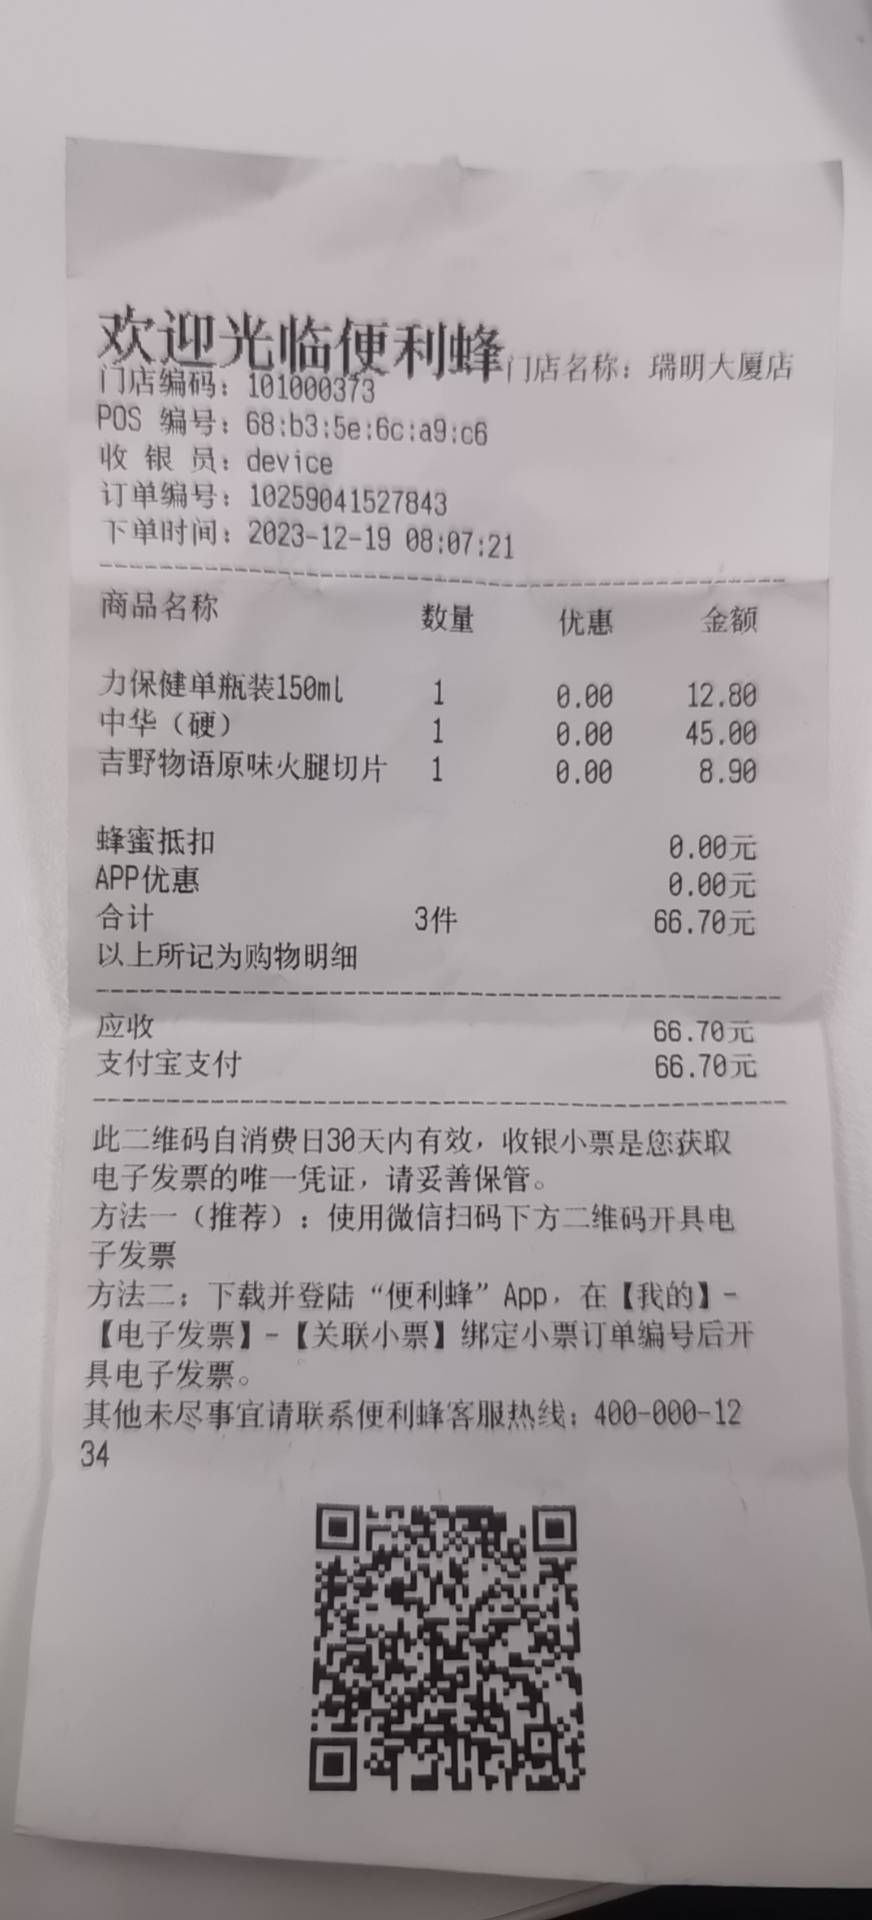 欢迎光临便利蜂门店名称：瑞明大厦店
门店编码：101000373
POS 编号：68:b3:5e:6c:a9:c6
收 银 员：device
订单编号：10259041527843
下单时间：2023-12-19 08:07:21
商品名称 数量 优惠 金额
力保健单瓶装150ml 1 0.00 12.80
中华（硬） 1 0.00 45.00
吉野物语原味火腿切片 1 0.00 8.90
蜂蜜抵扣 0.00元
APP优惠 0.00元
合计 3件 66.70元
以上所记为购物明细
应收 66.70元
支付宝支付 66.70元
此二维码自消费日30天内有效，收银小票是您获取
电子发票的唯一凭证，请妥善保管。
方法一（推荐）：使用微信扫码下方二维码开具电
子发票
方法二：下载并登陆“便利蜂”App，在【我的】-
【电子发票】-【关联小票】绑定小票订单编号后开
具电子发票。
其他未尽事宜请联系便利蜂客服热线：400-000-12
34